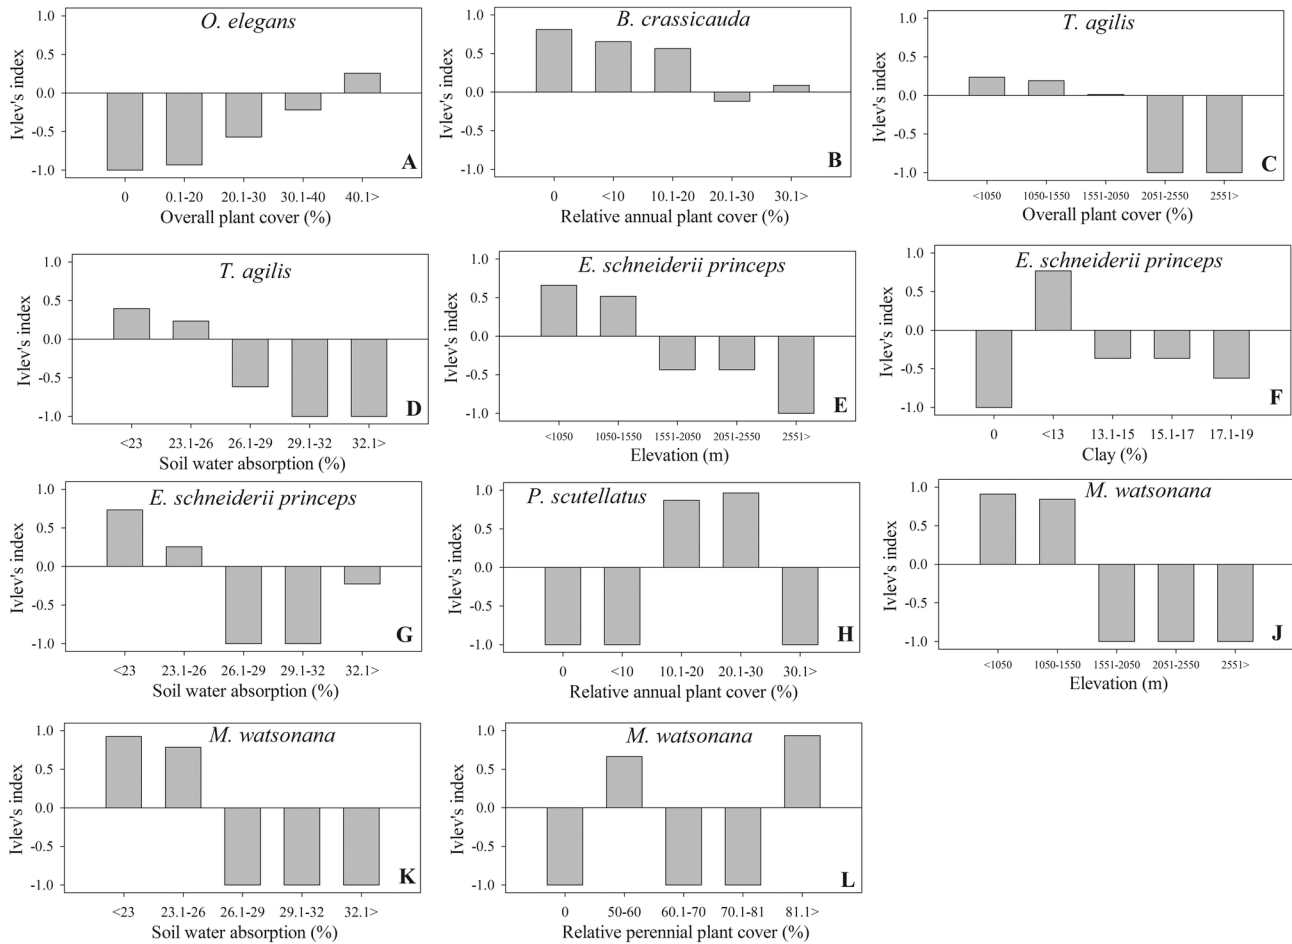 O. elegans
Ivlev's index
1.0
0.5
0.0
-0.5
-1.0
0 0.1-20 20.1-30 30.1-40 40.1>
Overall plant cover (%)
A
B. crassicauda
Ivlev's index
1.0
0.5
0.0
-0.5
-1.0
0 <10 10.1-20 20.1-30 30.1>
Relative annual plant cover (%)
B
T. agilis
Ivlev's index
1.0
0.5
0.0
-0.5
-1.0
<1050 1050-1550 1551-2050 2051-2550 2551>
Overall plant cover (%)
C
T. agilis
Ivlev's index
1.0
0.5
0.0
-0.5
-1.0
<23 23.1-26 26.1-29 29.1-32 32.1>
Soil water absorption (%)
D
E. schneiderii princeps
Ivlev's index
1.0
0.5
0.0
-0.5
-1.0
<1050 1050-1550 1551-2050 2051-2550 2551>
Elevation (m)
E
E. schneiderii princeps
Ivlev's index
1.0
0.5
0.0
-0.5
-1.0
0 <13 13.1-15 15.1-17 17.1-19
Clay (%)
F
E. schneiderii princeps
Ivlev's index
1.0
0.5
0.0
-0.5
-1.0
<23 23.1-26 26.1-29 29.1-32 32.1>
Soil water absorption (%)
G
P. scutellatus
Ivlev's index
1.0
0.5
0.0
-0.5
-1.0
0 <10 10.1-20 20.1-30 30.1>
Relative annual plant cover (%)
H
M. watsonana
Ivlev's index
1.0
0.5
0.0
-0.5
-1.0
<1050 1050-1550 1551-2050 2051-2550 2551>
Elevation (m)
J
M. watsonana
Ivlev's index
1.0
0.5
0.0
-0.5
-1.0
<23 23.1-26 26.1-29 29.1-32 32.1>
Soil water absorption (%)
K
M. watsonana
Ivlev's index
1.0
0.5
0.0
-0.5
-1.0
0 50-60 60.1-70 70.1-81 81.1>
Relative perennial plant cover (%)
L